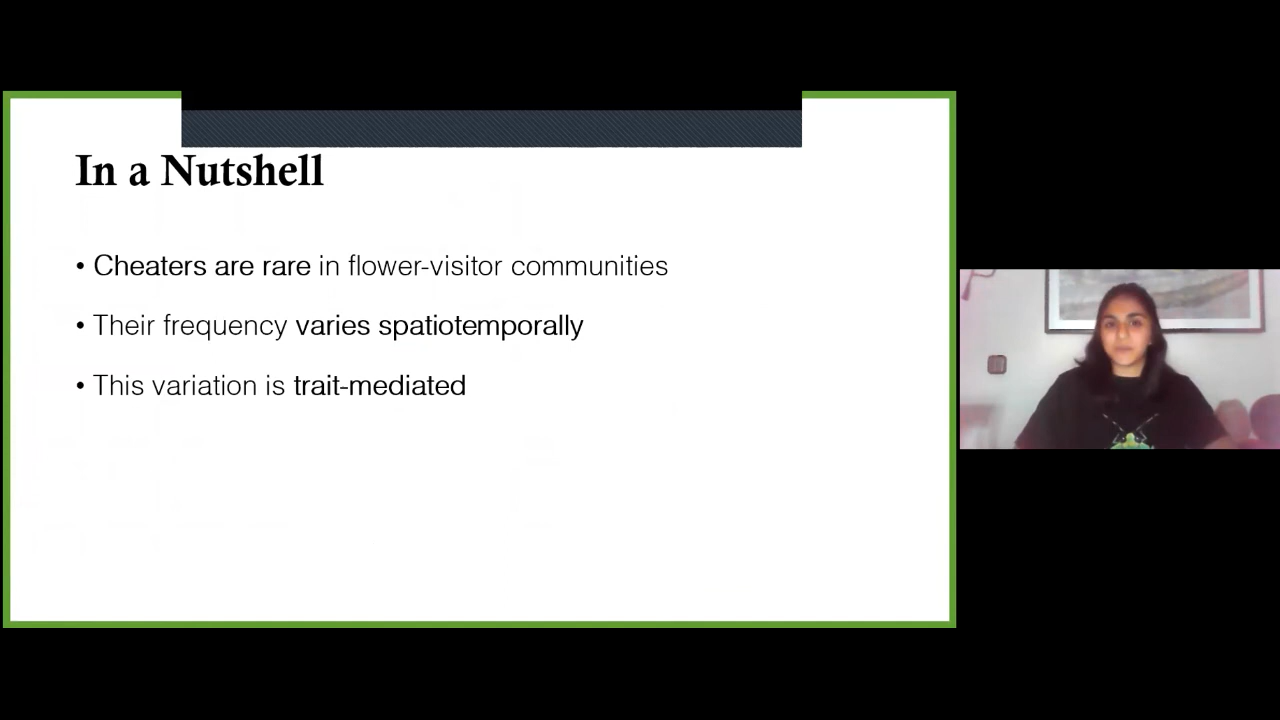 In a Nutshell
• Cheaters are rare in flower-visitor communities
• Their frequency varies spatiotemporally
• This variation is trait-mediated